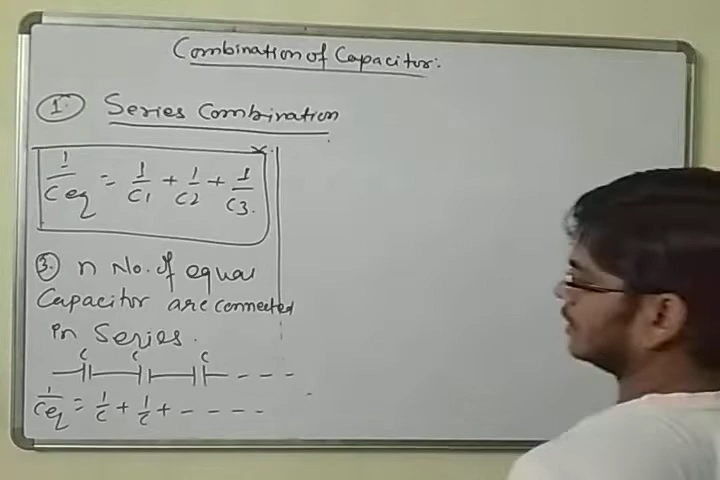 Combination of Capacitor:
1. Series Combination
1/Ceq = 1/C1 + 1/C2 + 1/C3.
3. n No. of equal
Capacitor are connected
in Series.
C C C
1/Ceq = 1/C + 1/C + - - - -